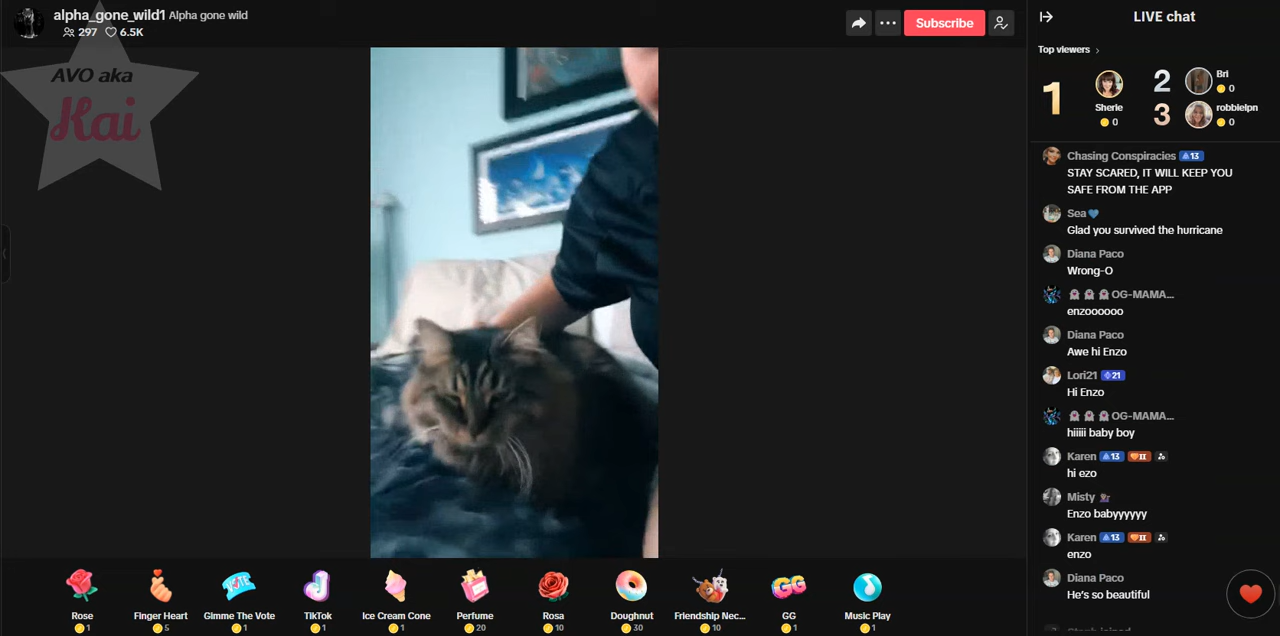 alpha_gone_wild1 Alpha gone wild
297 6.5K
Subscribe
AVO aka
Kai
LIVE chat
Top viewers
1
Sherie
0
2
Bri
0
3
robbielpn
0
Chasing Conspiracies 13
STAY SCARED, IT WILL KEEP YOU
SAFE FROM THE APP
Sea
Glad you survived the hurricane
Diana Paco
Wrong-O
OG-MAMA...
enzoooooo
Diana Paco
Awe hi Enzo
Lori21 21
Hi Enzo
OG-MAMA...
hiiiii baby boy
Karen 13 II
hi ezo
Misty
Enzo babyyyyyy
Karen 13 II
enzo
Diana Paco
He's so beautiful
joined
VOTE
GG
Rose
1
Finger Heart
5
Gimme The Vote
1
TikTok
1
Ice Cream Cone
1
Perfume
20
Rosa
10
Doughnut
30
Friendship Nec...
10
GG
1
Music Play
1